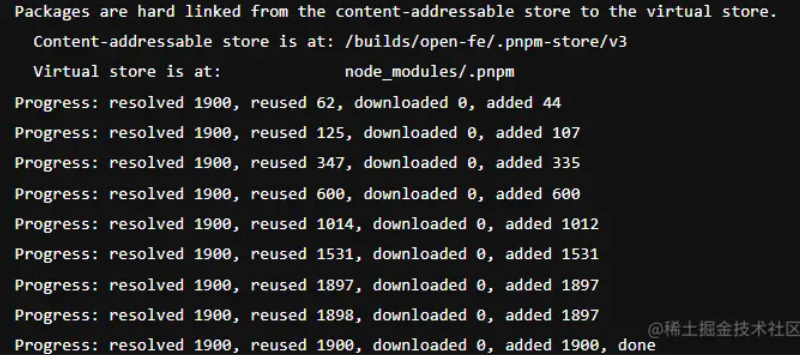 Packages are hard linked from the content-addressable store to the virtual store.
Content-addressable store is at: /builds/open-fe/.pnpm-store/v3
Virtual store is at: node_modules/.pnpm
Progress: resolved 1900, reused 62, downloaded 0, added 44
Progress: resolved 1900, reused 125, downloaded 0, added 107
Progress: resolved 1900, reused 347, downloaded 0, added 335
Progress: resolved 1900, reused 600, downloaded 0, added 600
Progress: resolved 1900, reused 1014, downloaded 0, added 1012
Progress: resolved 1900, reused 1531, downloaded 0, added 1531
Progress: resolved 1900, reused 1897, downloaded 0, added 1897
Progress: resolved 1900, reused 1898, downloaded 0, added 1897
@稀土掘金技术社区
Progress: resolved 1900, reused 1900, downloaded 0, added 1900, done